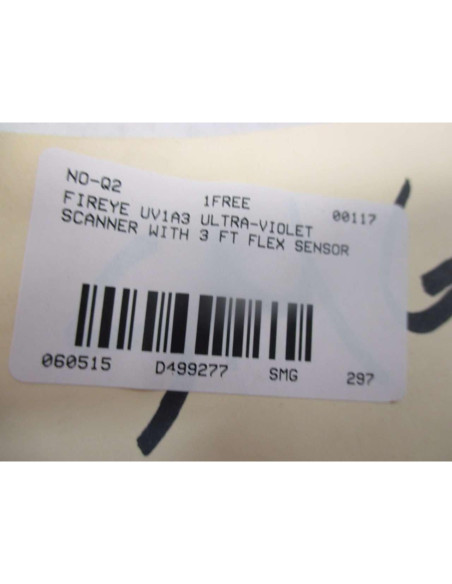 NO-Q2 1FREE 00117
FIREYE UV1A3 ULTRA-VIOLET
SCANNER WITH 3 FT FLEX SENSOR
060515 D499277 SMG 297